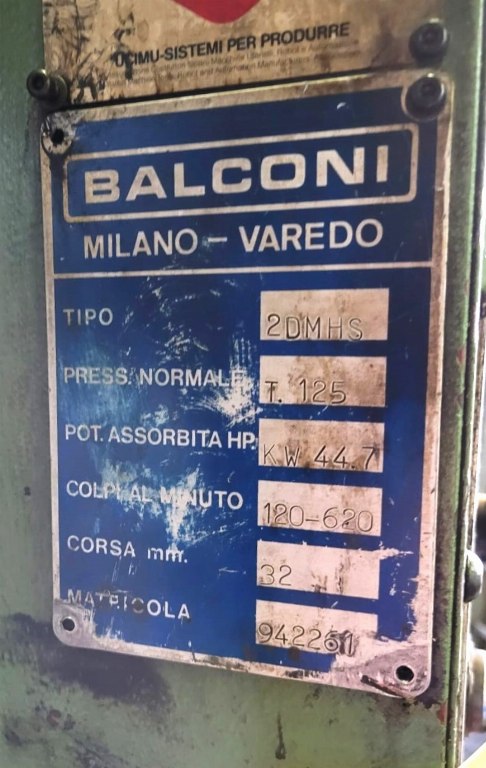 UCIMU-SISTEMI PER PRODURRE
BALCONI
MILANO - VAREDO
TIPO 2DMHS
PRESS. NORMALE T. 125
POT. ASSORBITA HP. KW 44.7
COLPI AL MINUTO 120-620
CORSA mm. 32
MATRICOLA 942261